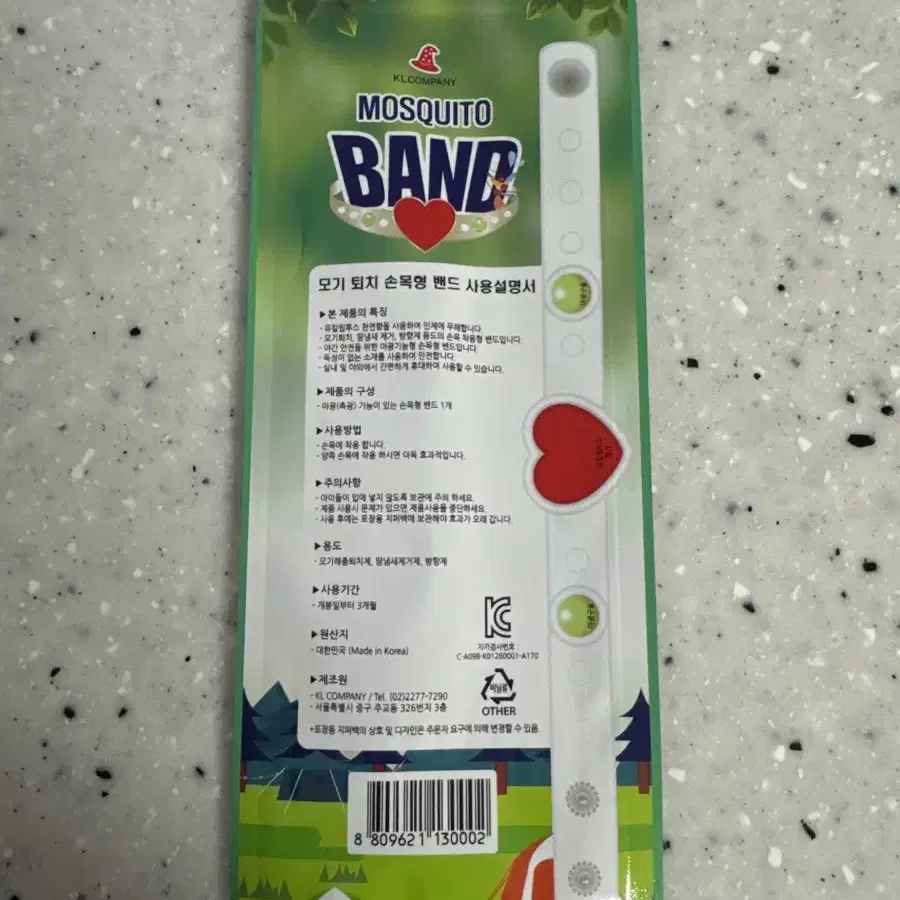 KLCOMPANY
MOSQUITO
BAND
모기 퇴치 손목형 밴드 사용설명서
▶본 제품의 특징
- 유칼립투스 천연향을 사용하여 인체에 무해합니다.
- 모기퇴치, 땀냄새 제거, 방향제 용도의 손목 착용형 밴드입니다.
- 야간 안전을 위한 야광기능형 손목형 밴드입니다.
- 독성이 없는 소재를 사용하여 안전합니다.
- 실내 및 야외에서 간편하게 휴대하여 사용할 수 있습니다.
▶제품의 구성
- 야광(축광) 기능이 있는 손목형 밴드 1개
▶사용방법
- 손목에 착용 합니다.
- 양쪽 손목에 착용 하시면 더욱 효과적입니다.
▶주의사항
- 아이들이 입에 넣지 않도록 보관에 주의 하세요.
- 제품 사용시 문제가 있으면 제품사용을 중단하세요.
- 사용 후에는 포장용 지퍼백에 보관해야 효과가 오래 갑니다.
▶용도
- 모기해충퇴치제, 땀냄새제거제, 방향제
▶사용기간
- 개봉일부터 3개월
▶원산지
- 대한민국 (Made in Korea)
▶제조원
- KL COMPANY / Tel. (02)2277-7290
- 서울특별시 중구 주교동 326번지 3층
*포장용 지퍼백의 상호 및 디자인은 주문자 요구에 의해 변경할 수 있음.
KC
자가검사번호
C-A09B-K01260001-A170
비닐류
OTHER
8 809621 130002